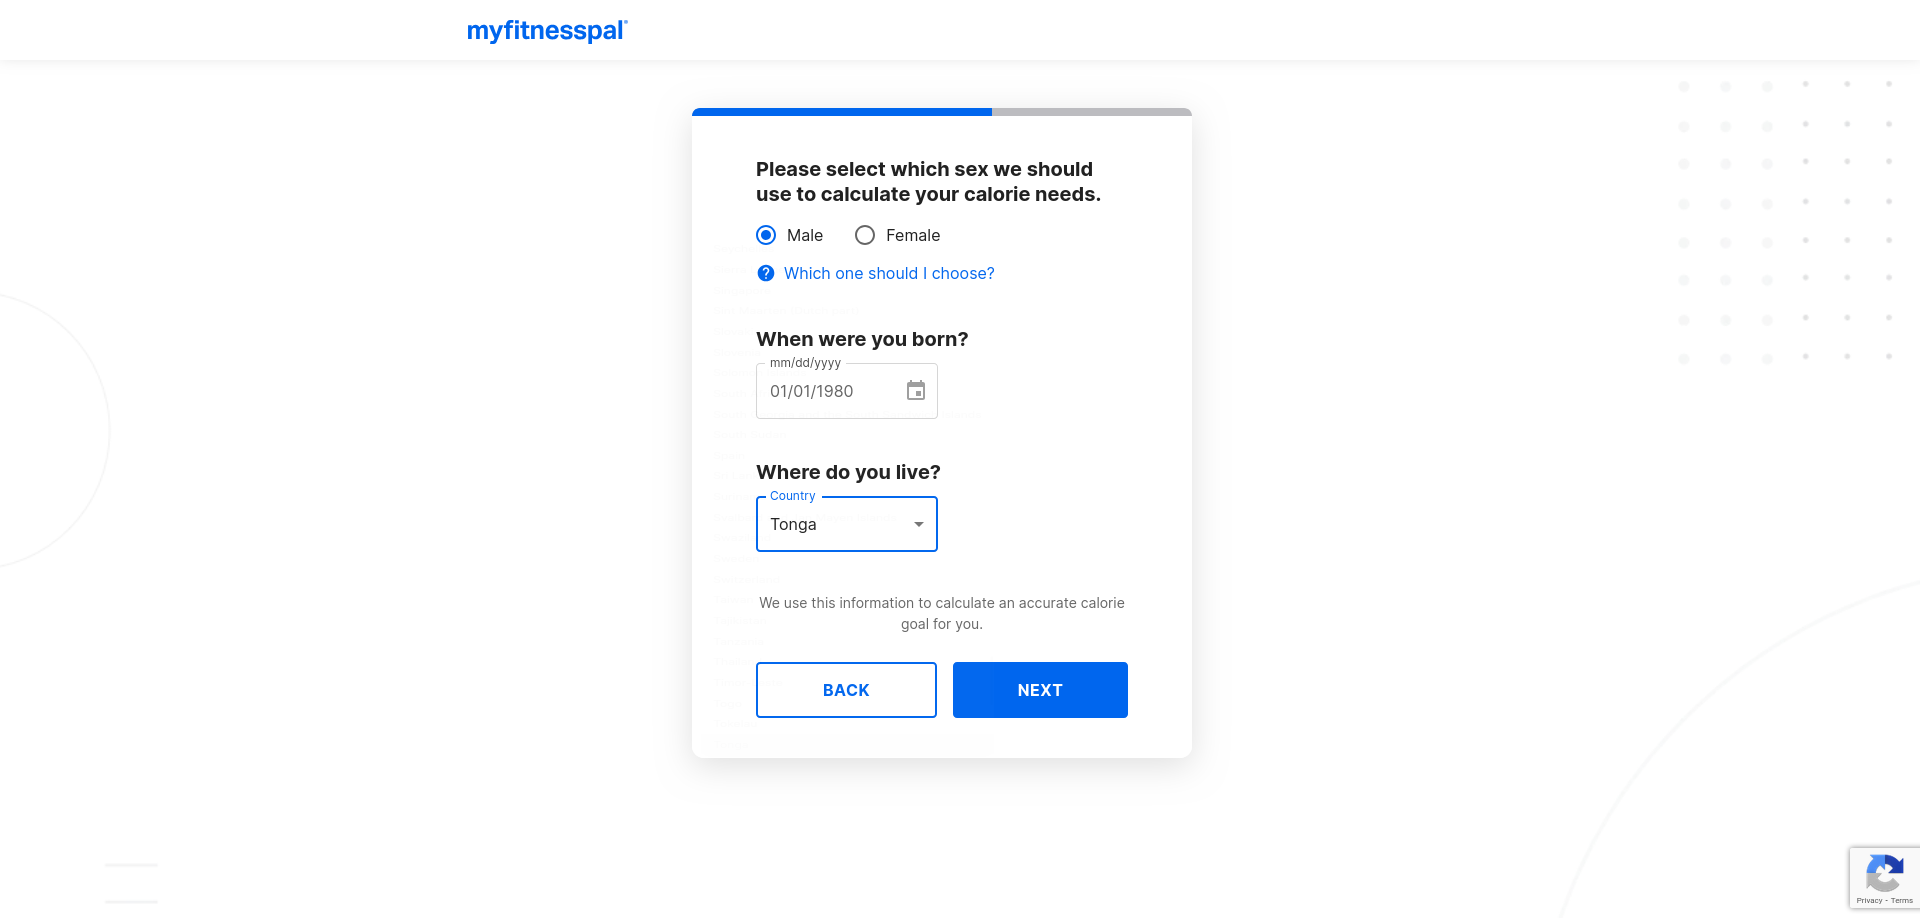 myfitnesspal
Please select which sex we should
use to calculate your calorie needs.
Male Female
Which one should I choose?
When were you born?
mm/dd/yyyy
01/01/1980
Where do you live?
Country
Tonga
We use this information to calculate an accurate calorie
goal for you.
BACK NEXT
Privacy - Terms